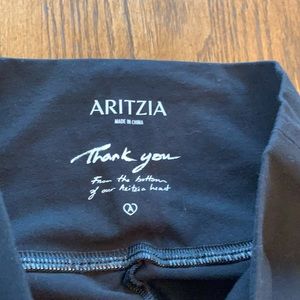 ARITZIA
MADE IN CHINA
Thank you
From the bottom
of our Aritzia heart
A